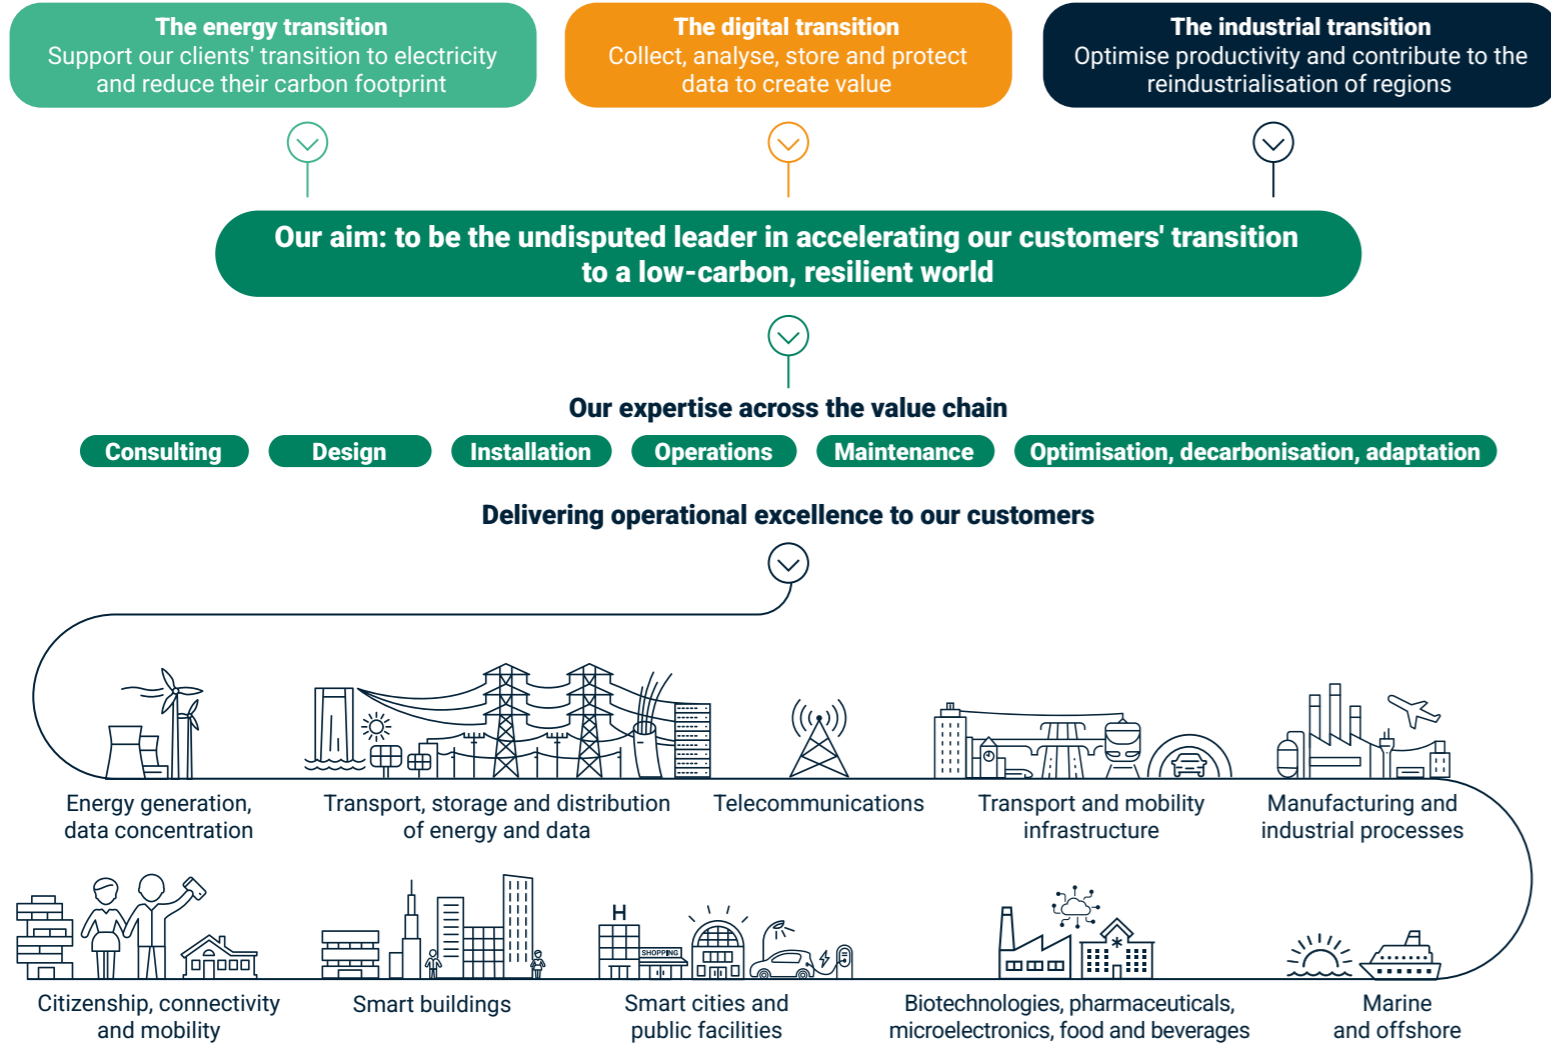 The energy transition
Support our clients' transition to electricity
and reduce their carbon footprint
The digital transition
Collect, analyse, store and protect
data to create value
The industrial transition
Optimise productivity and contribute to the
reindustrialisation of regions
Our aim: to be the undisputed leader in accelerating our customers' transition
to a low-carbon, resilient world
Our expertise across the value chain
Consulting
Design
Installation
Operations
Maintenance
Optimisation, decarbonisation, adaptation
Delivering operational excellence to our customers
Energy generation,
data concentration
Transport, storage and distribution
of energy and data
Telecommunications
Transport and mobility
infrastructure
Manufacturing and
industrial processes
H
SHOPPING
Citizenship, connectivity
and mobility
Smart buildings
Smart cities and
public facilities
Biotechnologies, pharmaceuticals,
microelectronics, food and beverages
Marine
and offshore